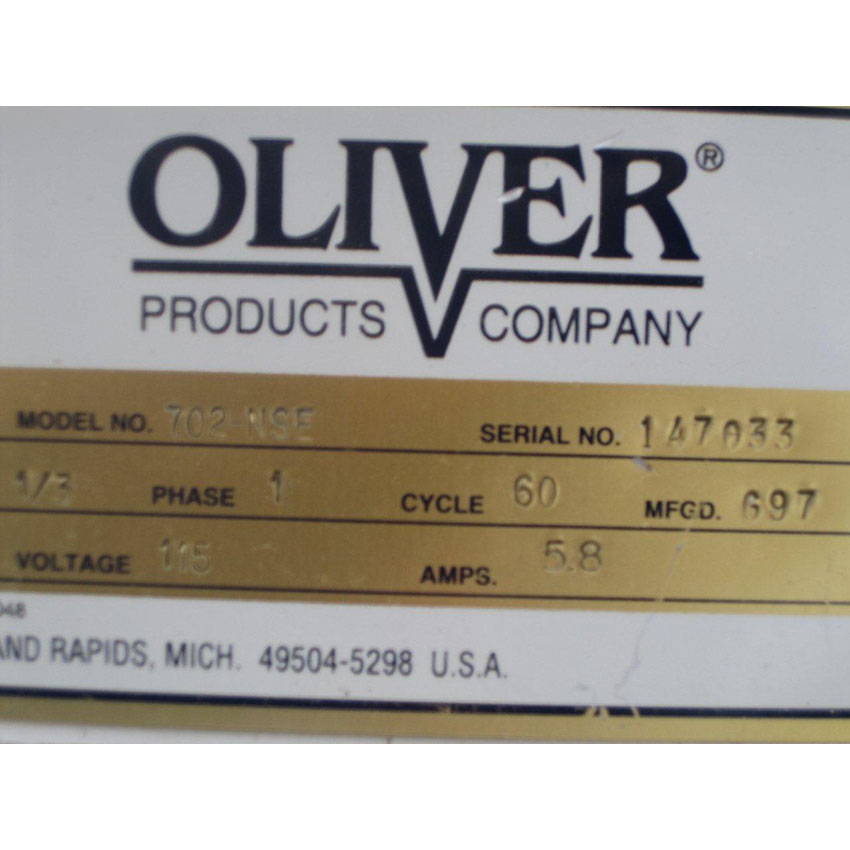 OLIVER®
PRODUCTS COMPANY
MODEL NO. 702-NSE SERIAL NO. 147033
1/3 PHASE 1 CYCLE 60 MFGD. 697
VOLTAGE 115 AMPS. 5.8
048
AND RAPIDS, MICH. 49504-5298 U.S.A.